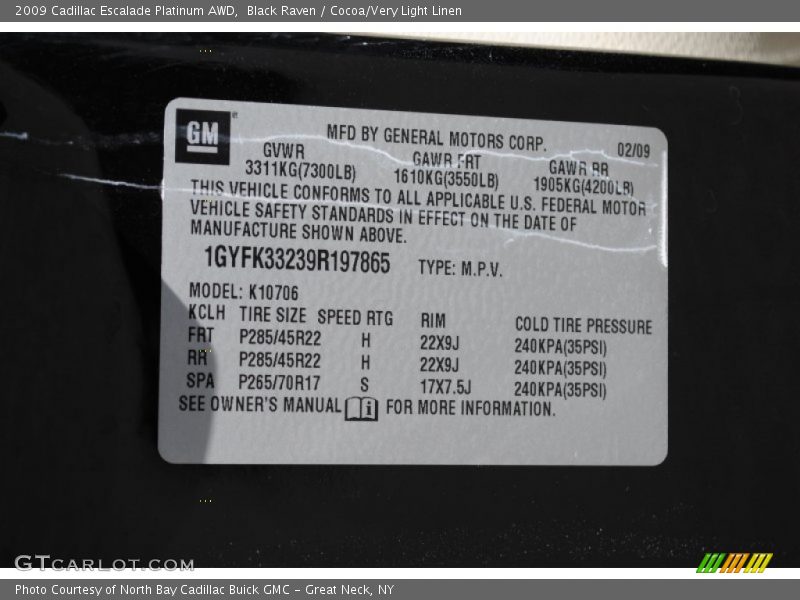 2009 Cadillac Escalade Platinum AWD, Black Raven / Cocoa/Very Light Linen
GM
MFD BY GENERAL MOTORS CORP. 02/09
GVWR GAWR FRT GAWR RR
3311KG(7300LB) 1610KG(3550LB) 1905KG(4200LB)
THIS VEHICLE CONFORMS TO ALL APPLICABLE U.S. FEDERAL MOTOR
VEHICLE SAFETY STANDARDS IN EFFECT ON THE DATE OF
MANUFACTURE SHOWN ABOVE.
1GYFK33239R197865 TYPE: M.P.V.
MODEL: K10706
KCLH TIRE SIZE SPEED RTG RIM COLD TIRE PRESSURE
FRT P285/45R22 H 22X9J 240KPA(35PSI)
RR P285/45R22 H 22X9J 240KPA(35PSI)
SPA P265/70R17 S 17X7.5J 240KPA(35PSI)
SEE OWNER'S MANUAL i FOR MORE INFORMATION.
GTCARLOT.COM
Photo Courtesy of North Bay Cadillac Buick GMC - Great Neck, NY